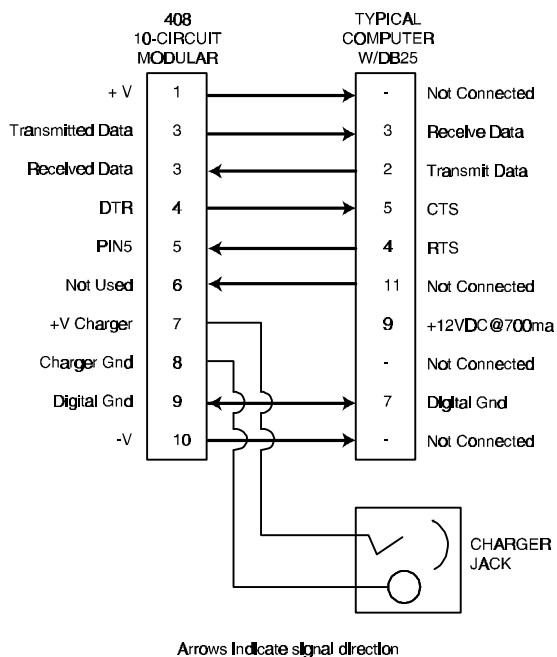 408
10-CIRCUIT
MODULAR
TYPICAL
COMPUTER
W/DB25
+ V 1 - Not Connected
Transmitted Data 3 3 Receive Data
Received Data 3 2 Transmit Data
DTR 4 5 CTS
PIN5 5 4 RTS
Not Used 6 11 Not Connected
+V Charger 7 9 +12VDC@700ma
Charger Gnd 8 - Not Connected
Digital Gnd 9 7 Digital Gnd
-V 10 - Not Connected
CHARGER
JACK
Arrows indicate signal direction